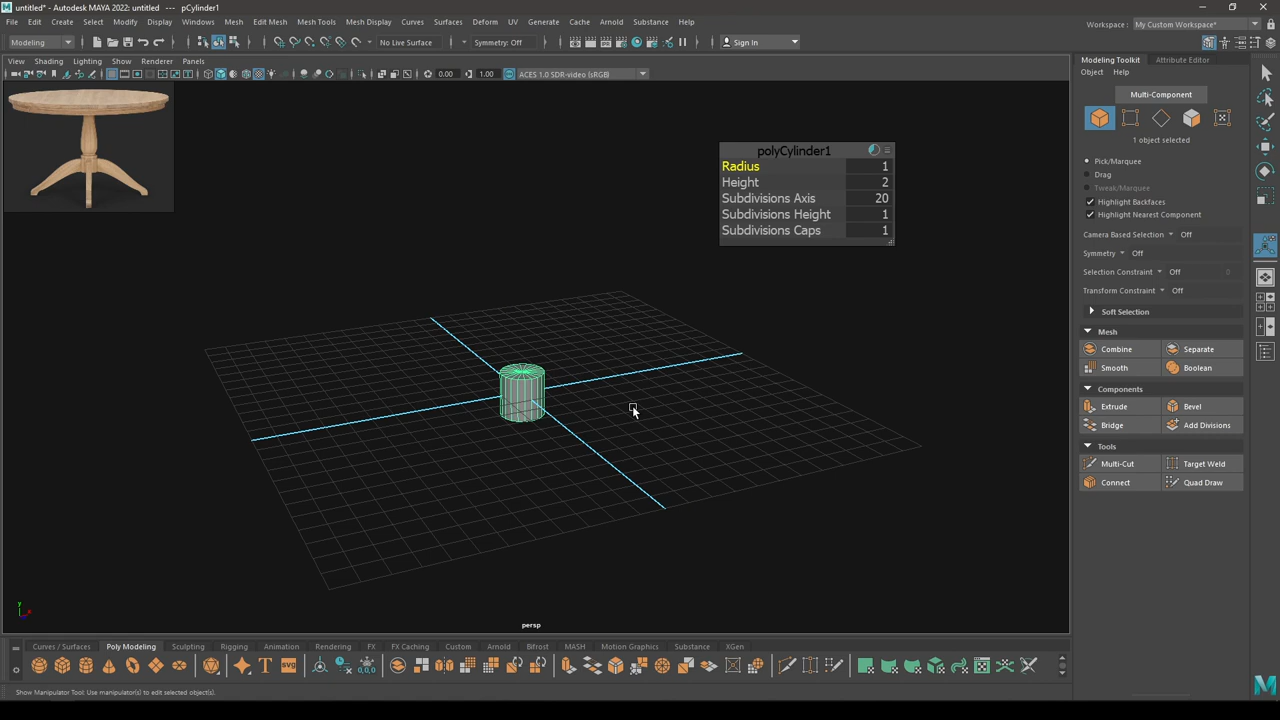 untitled* - Autodesk MAYA 2022: untitled   ---   pCylinder1
File Edit Create Select Modify Display Windows Mesh Edit Mesh Mesh Tools Mesh Display Curves Surfaces Deform UV Generate Cache Arnold Substance Help
Workspace : My Custom Workspace*
Modeling No Live Surface Symmetry: Off Sign In
View Shading Lighting Show Renderer Panels
0.00 1.00 ACES 1.0 SDR-video (sRGB)
Modeling Toolkit Attribute Editor
Object Help
Multi-Component
1 object selected
Pick/Marquee
Drag
Tweak/Marquee
Highlight Backfaces
Highlight Nearest Component
Camera Based Selection Off
Symmetry Off
Selection Constraint Off 0
Transform Constraint Off
Soft Selection
Mesh
Combine Separate
Smooth Boolean
Components
Extrude Bevel
Bridge Add Divisions
Tools
Multi-Cut Target Weld
Connect Quad Draw
polyCylinder1
Radius 1
Height 2
Subdivisions Axis 20
Subdivisions Height 1
Subdivisions Caps 1
y
x
persp
Curves / Surfaces Poly Modeling Sculpting Rigging Animation Rendering FX FX Caching Custom Arnold Bifrost MASH Motion Graphics Substance XGen
T SVG 0,0,0
Show Manipulator Tool: Use manipulator(s) to edit selected object(s).